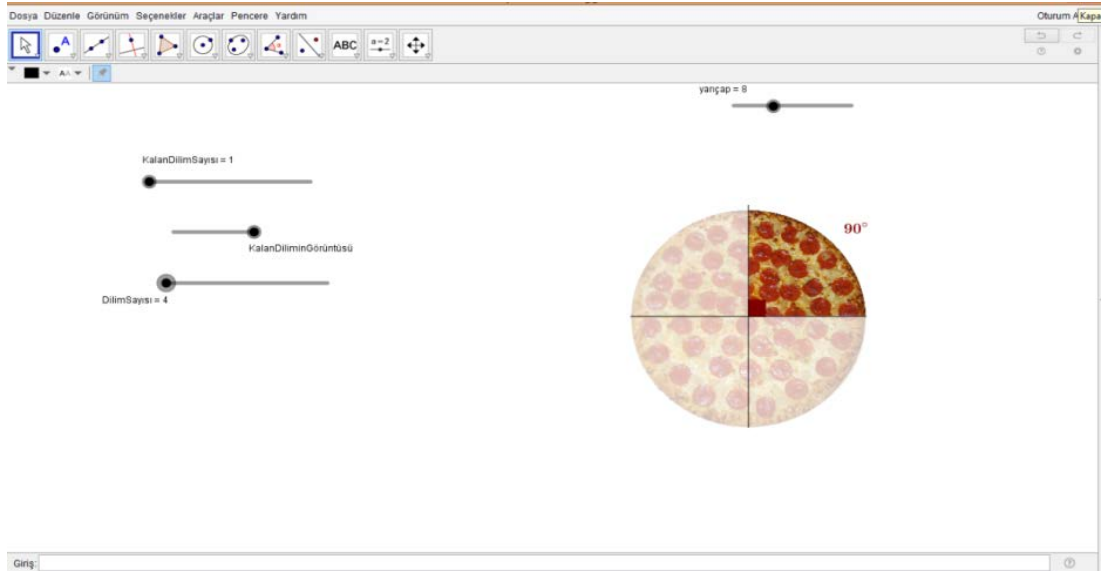 Dosya Düzenle Görünüm Seçenekler Araçlar Pencere Yardım
Oturum A
Kapa
A
ABC
a=2
AA
yarıçap = 8
KalanDilimSayısı = 1
90°
KalanDiliminGörüntüsü
DilimSayısı = 4
Giriş: